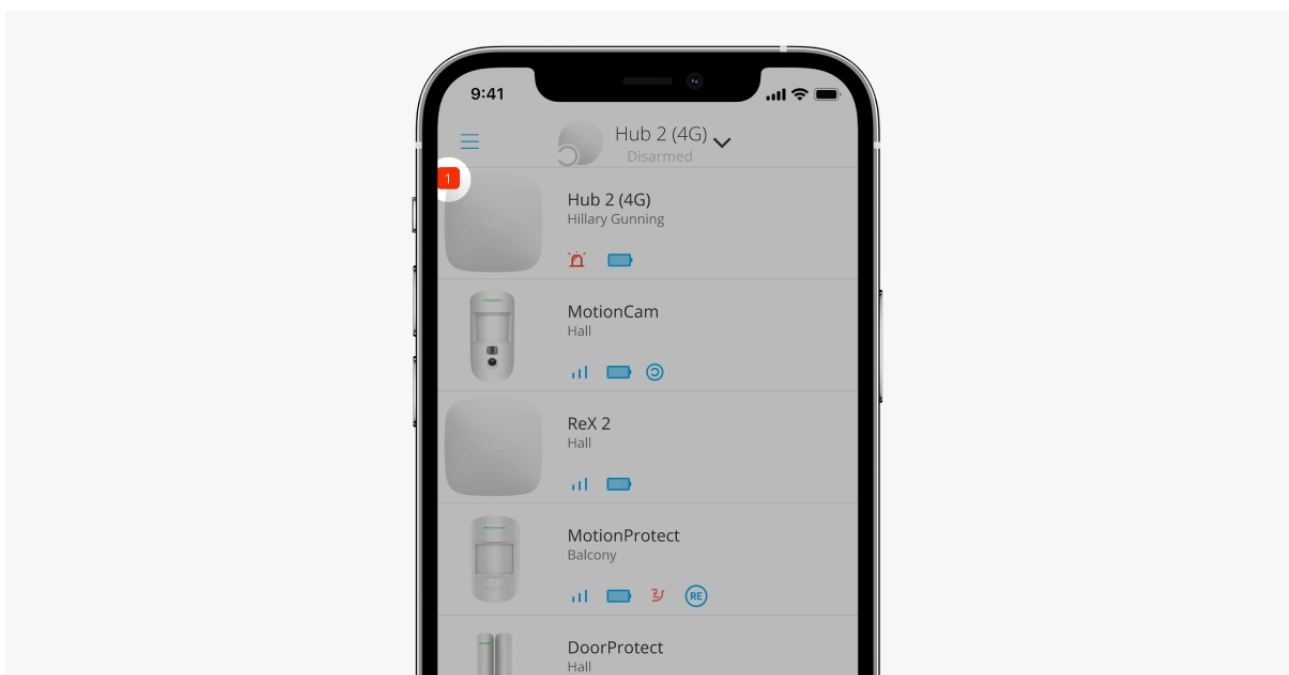 9:41
Hub 2 (4G)
Disarmed
1
Hub 2 (4G)
Hillary Gunning
MotionCam
Hall
ReX 2
Hall
MotionProtect
Balcony
RE
DoorProtect
Hall